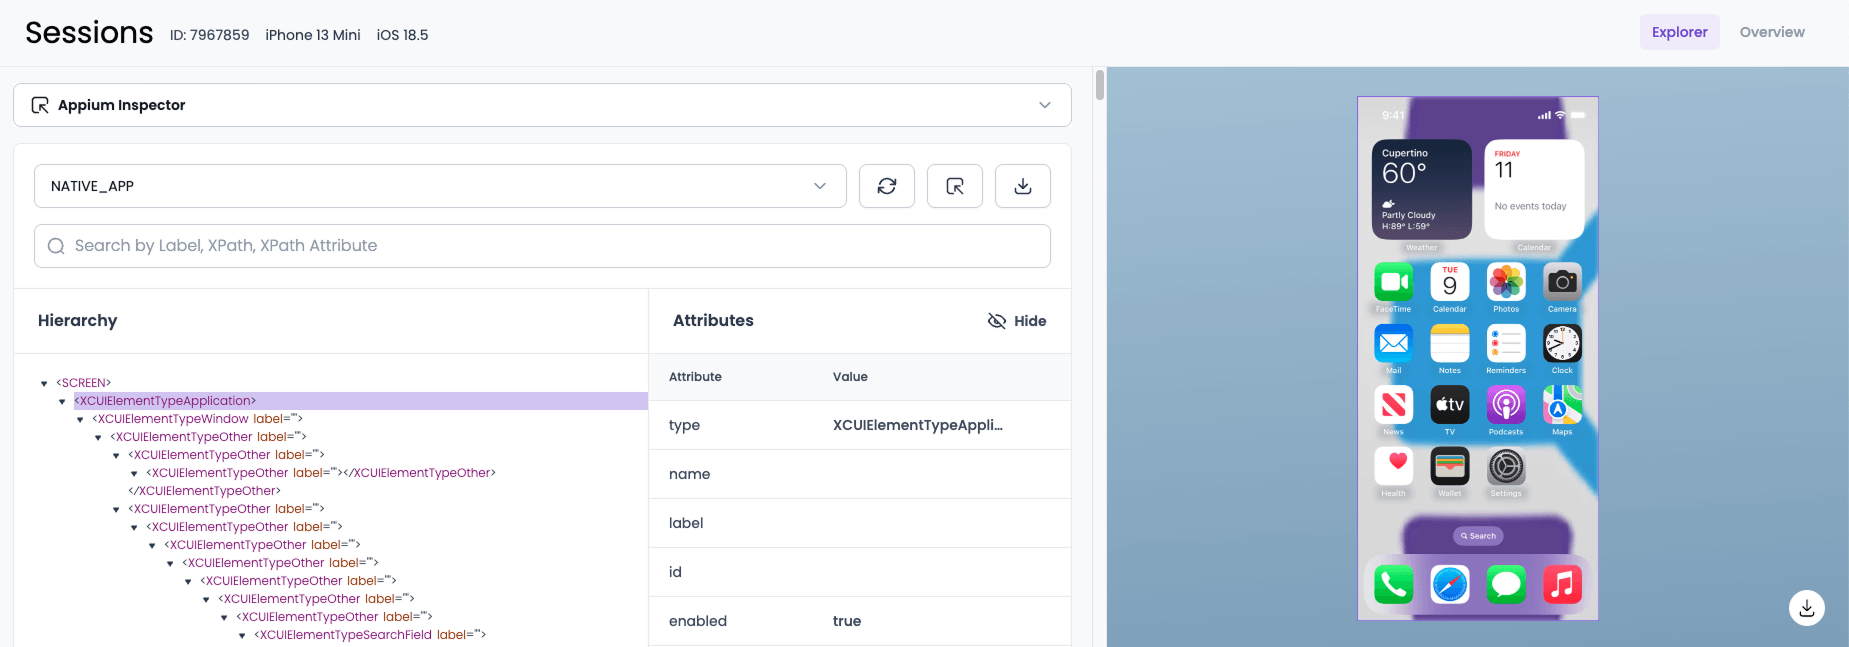 Sessions ID: 7967859 iPhone 13 Mini iOS 18.5
Explorer Overview
Appium Inspector
NATIVE_APP
Search by Label, XPath, XPath Attribute
Hierarchy
<SCREEN>
<XCUIElementTypeApplication>
<XCUIElementTypeWindow label="">
<XCUIElementTypeOther label="">
<XCUIElementTypeOther label="">
<XCUIElementTypeOther label=""></XCUIElementTypeOther>
</XCUIElementTypeOther>
<XCUIElementTypeOther label="">
<XCUIElementTypeOther label="">
<XCUIElementTypeOther label="">
<XCUIElementTypeOther label="">
<XCUIElementTypeOther label="">
<XCUIElementTypeOther label="">
<XCUIElementTypeOther label="">
<XCUIElementTypeSearchField label="">
Attributes
Hide
Attribute Value
type XCUIElementTypeAppli...
name
label
id
enabled true
9:41
Cupertino
60°
Partly Cloudy
H:89° L:59°
Weather
FRIDAY
11
No events today
Calendar
TUE
9
FaceTime Calendar Photos Camera
12
Mail Notes Reminders Clock
tv
News TV Podcasts Maps
Health Wallet Settings
Search